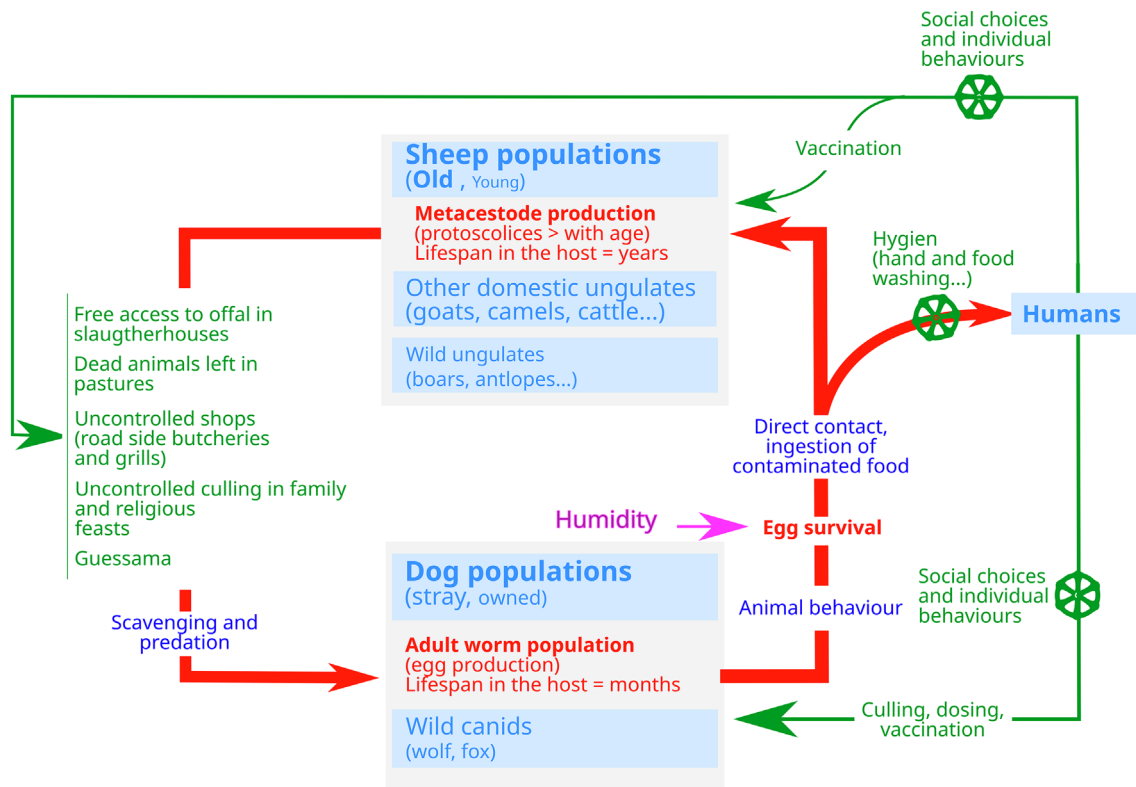 Social choices
and individual
behaviours
Vaccination
Sheep populations
(Old , Young)
Metacestode production
(protoscolices > with age)
Lifespan in the host = years
Other domestic ungulates
(goats, camels, cattle...)
Wild ungulates
(boars, antlopes...)
Hygien
(hand and food
washing...)
Humans
Free access to offal in
slaugtherhouses
Dead animals left in
pastures
Uncontrolled shops
(road side butcheries
and grills)
Uncontrolled culling in family
and religious
feasts
Guessama
Direct contact,
ingestion of
contaminated food
Humidity
Egg survival
Dog populations
(stray, owned)
Adult worm population
(egg production)
Lifespan in the host = months
Wild canids
(wolf, fox)
Animal behaviour
Social choices
and individual
behaviours
Scavenging and
predation
Culling, dosing,
vaccination